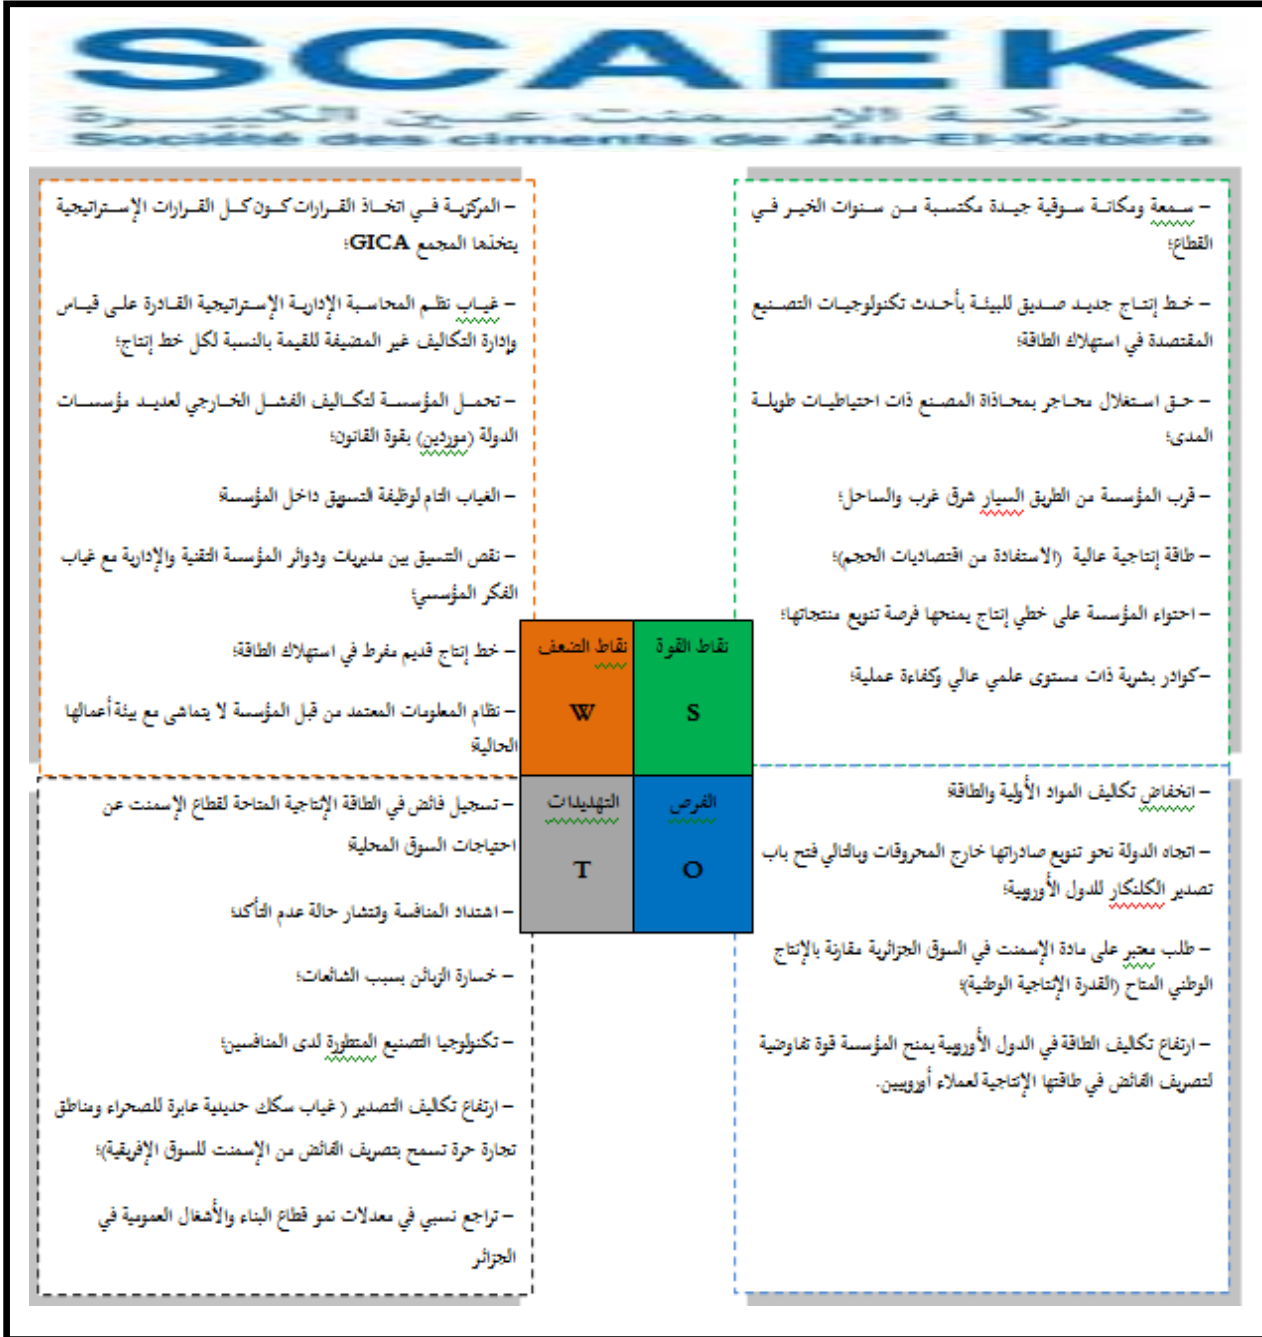 SCAEK
شركة الإسمنت عين الكبيرة
Société des ciments de Ain-El-Kebira
– سمعة ومكانة سوقية جيدة مكتسبة من سنوات الخبر في
القطاع؛
– خط إنتاج جديد صديق للبيئة بأحدث تكنولوجيات التصنيع
المقتصدة في استهلاك الطاقة؛
– حق استغلال محاجر بمحاذاة المصنع ذات احتياطيات طويلة
المدى؛
– قرب المؤسسة من الطريق السيار شرق غرب والساحل؛
– طاقة إنتاجية عالية (الاستفادة من اقتصاديات الحجم)؛
– احتواء المؤسسة على خطي إنتاج يمنحها فرصة تنويع منتجاتها؛
–كوادر بشرية ذات مستوى علمي عالي وكفاءة عملية؛
– المركزية في اتخاذ القرارات كون كل القرارات الإستراتيجية
يتخذها المجمع GICA؛
– غياب نظم المحاسبة الإدارية الإستراتيجية القادرة على قياس
وإدارة التكاليف غير المضيفة للقيمة بالنسبة لكل خط إنتاج؛
– تحمل المؤسسة لتكاليف الفشل الخارجي لعديد مؤسسات
الدولة (موردين) بقوة القانون؛
– الغياب التام لوظيفة التسويق داخل المؤسسة؛
– نقص التنسيق بين مديريات ودوائر المؤسسة التقنية والإدارية مع غياب
الفكر المؤسسي؛
– خط إنتاج قديم مفرط في استهلاك الطاقة؛
– نظام المعلومات المعتمد من قبل المؤسسة لا يتماشى مع بيئة أعمالها
الحالية؛
نقاط القوة
S
نقاط الضعف
W
الفرص
O
التهديدات
T
– انخفاض تكاليف المواد الأولية والطاقة؛
– اتجاه الدولة نحو تنويع صادراتها خارج المحروقات وبالتالي فتح باب
تصدير الكلنكار للدول الأوروبية؛
– طلب معتبر على مادة الإسمنت في السوق الجزائرية مقارنة بالإنتاج
الوطني المتاح (القدرة الإنتاجية الوطنية)؛
– ارتفاع تكاليف الطاقة في الدول الأوروبية يمنح المؤسسة قوة تفاوضية
لتصريف الفائض في طاقتها الإنتاجية لعملاء أوروبيين.
– تسجيل فائض في الطاقة الإنتاجية المتاحة لقطاع الإسمنت عن
احتياجات السوق المحلية؛
– اشتداد المنافسة وانتشار حالة عدم التأكد؛
– خسارة الزبائن بسبب الشائعات؛
– تكنولوجيا التصنيع المتطورة لدى المنافسين؛
– ارتفاع تكاليف التصدير ( غياب سكك حديدية عابرة للصحراء ومناطق
تجارة حرة تسمح بتصريف الفائض من الإسمنت للسوق الإفريقية)؛
– تراجع نسبي في معدلات نمو قطاع البناء والأشغال العمومية في
الجزائر